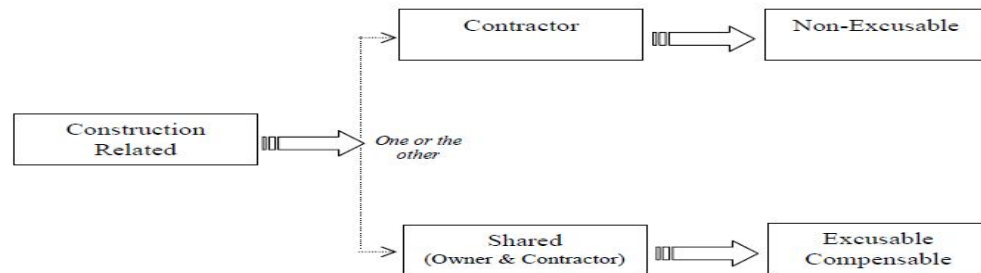 Contractor
Non-Excusable
Construction
Related
One or the
other
Shared
(Owner & Contractor)
Excusable
Compensable